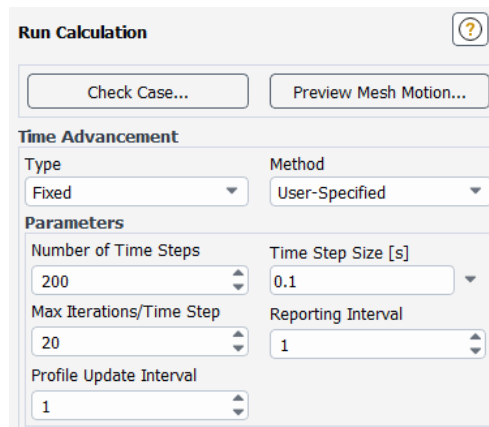 Run Calculation ?
Check Case... Preview Mesh Motion...
Time Advancement
Type Method
Fixed User-Specified
Parameters
Number of Time Steps Time Step Size [s]
200 0.1
Max Iterations/Time Step Reporting Interval
20 1
Profile Update Interval
1